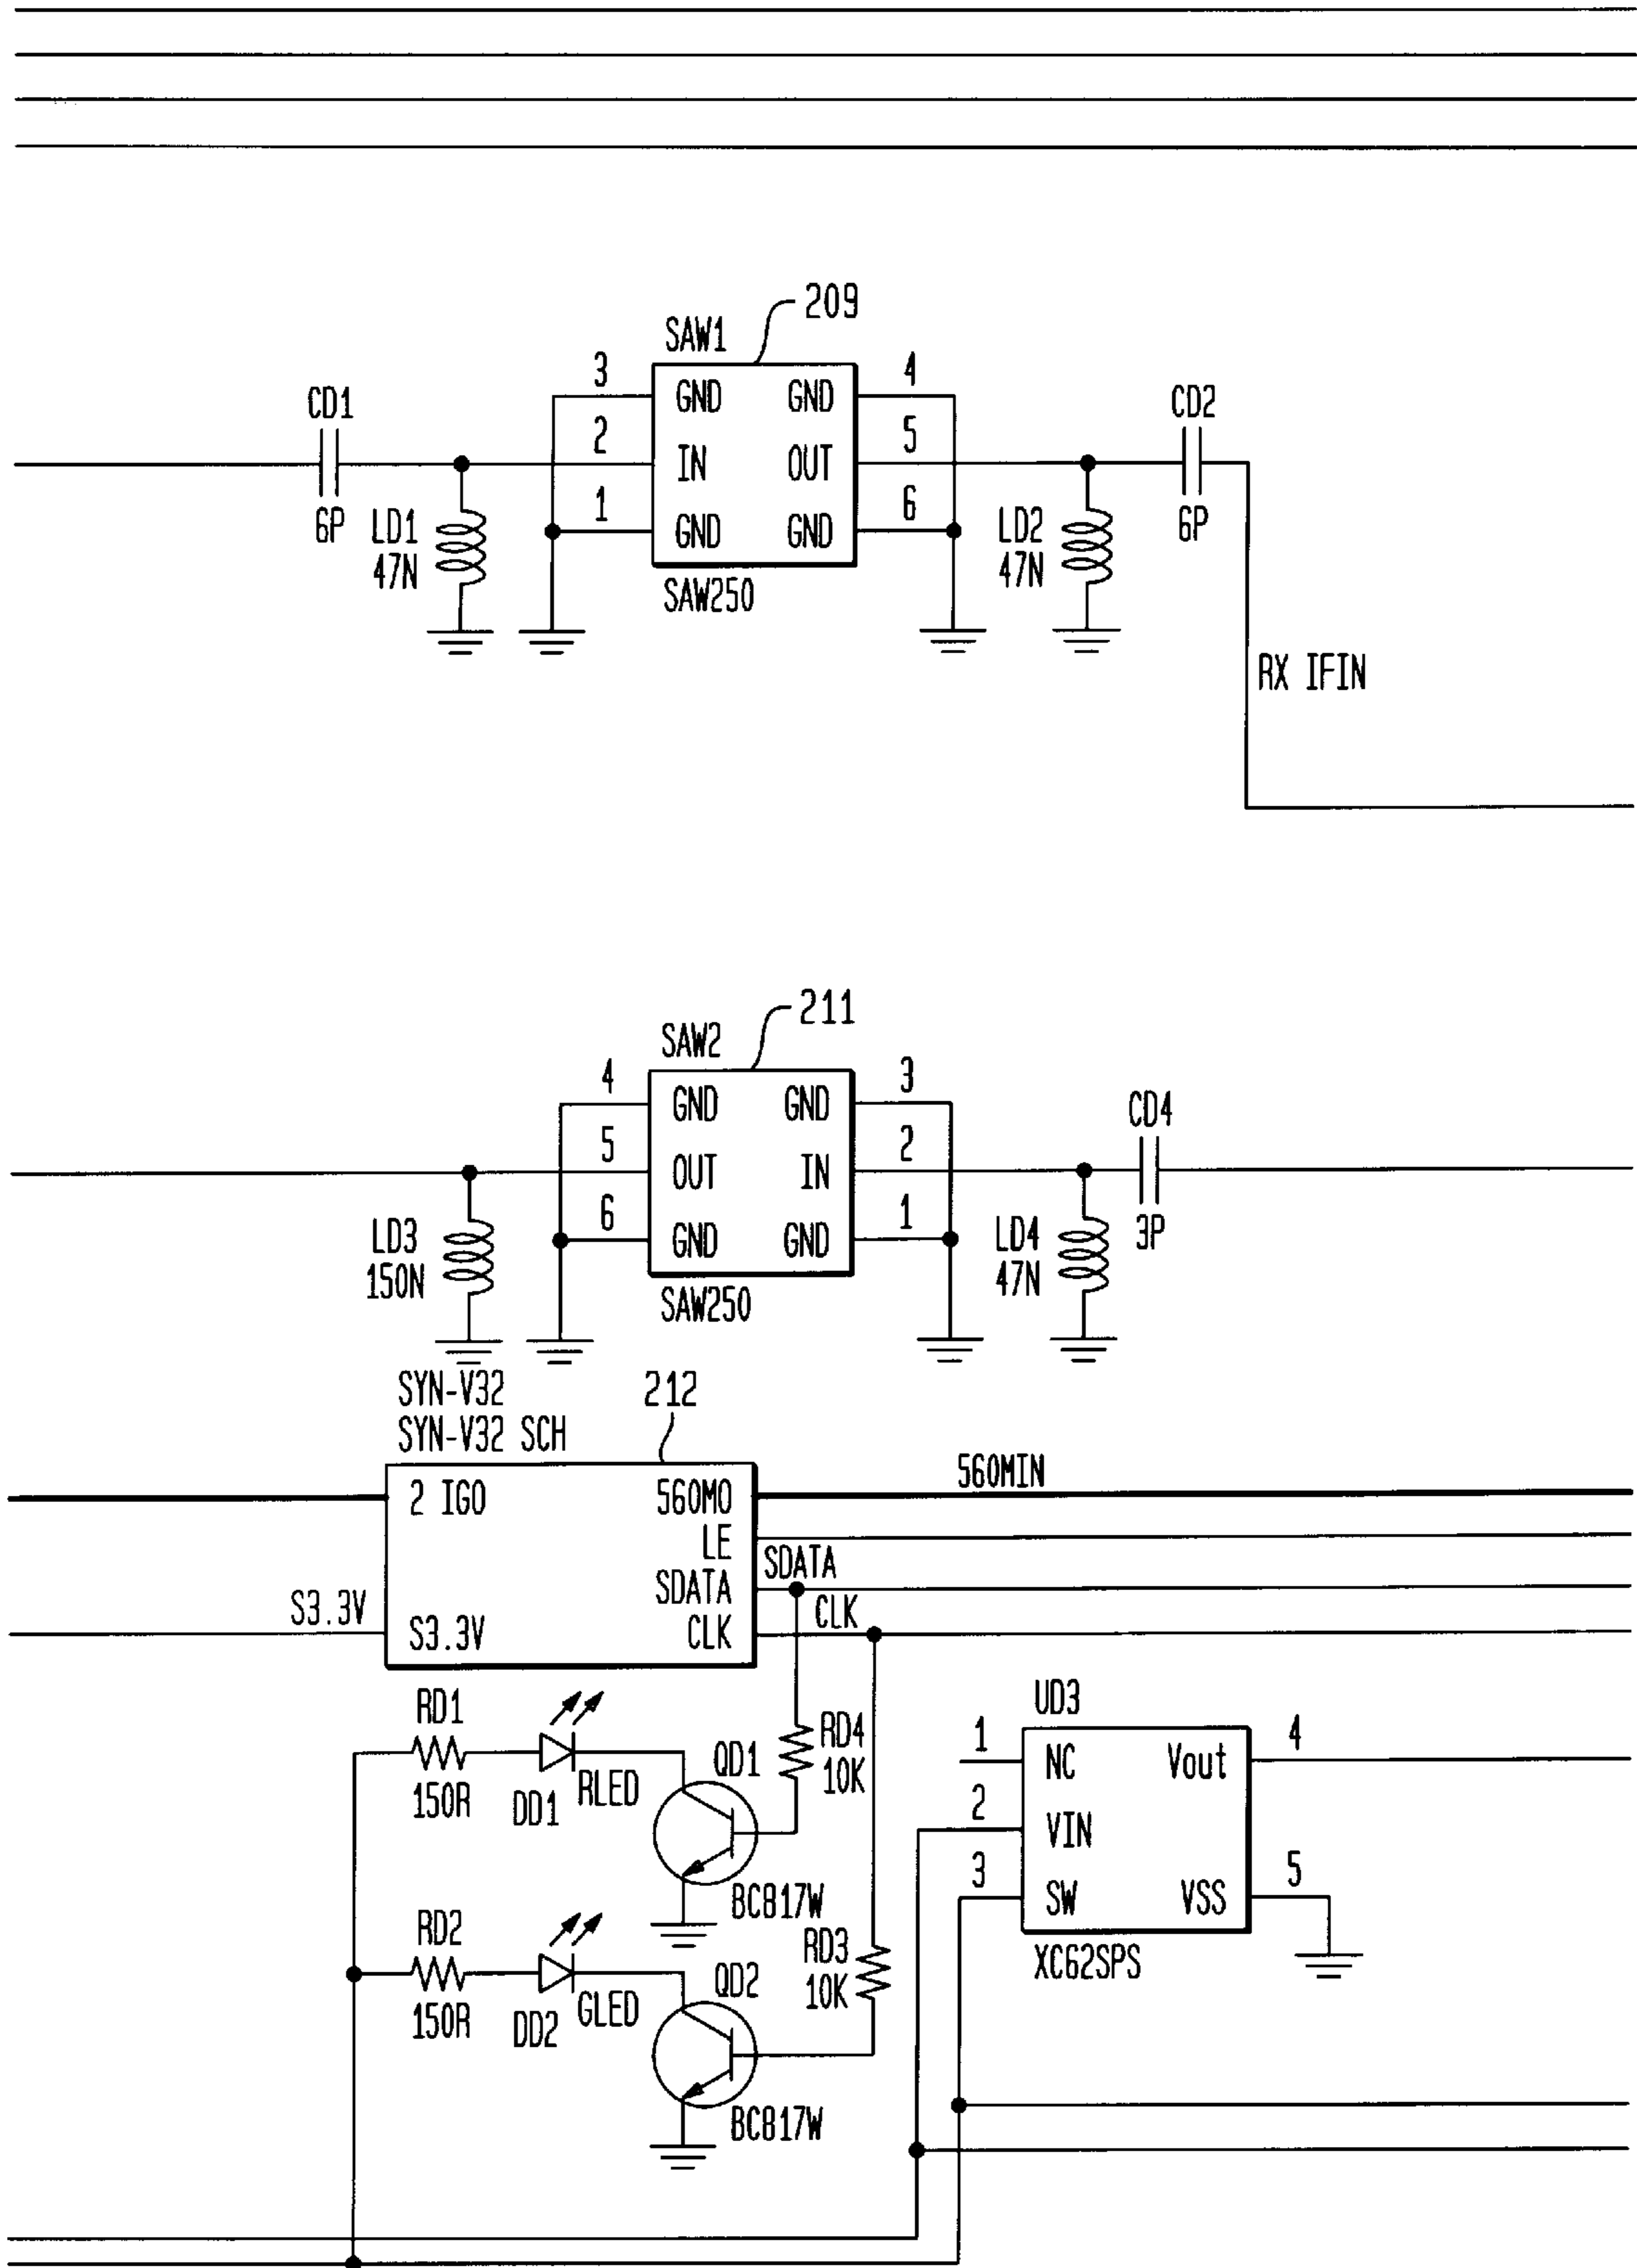 209
SAW1
3
GND
GND
4
CD1
CD2
2
IN
OUT
5
6P
LD1
47N
1
GND
GND
6
LD2
47N
6P
SAW250
RX IFIN
211
SAW2
4
GND
GND
3
CD4
5
OUT
IN
2
LD3
150N
6
GND
GND
1
LD4
47N
3P
SAW250
SYN-V32
SYN-V32 SCH
212
2 IGO
560MO
560MIN
LE
SDATA
SDATA
S3.3V
S3.3V
CLK
CLK
RD1
150R
DD1
RLED
QD1
RD4
10K
BC817W
UD3
1
NC
Vout
4
2
VIN
3
SW
VSS
5
XC62SPS
RD2
150R
DD2
GLED
QD2
RD3
10K
BC817W